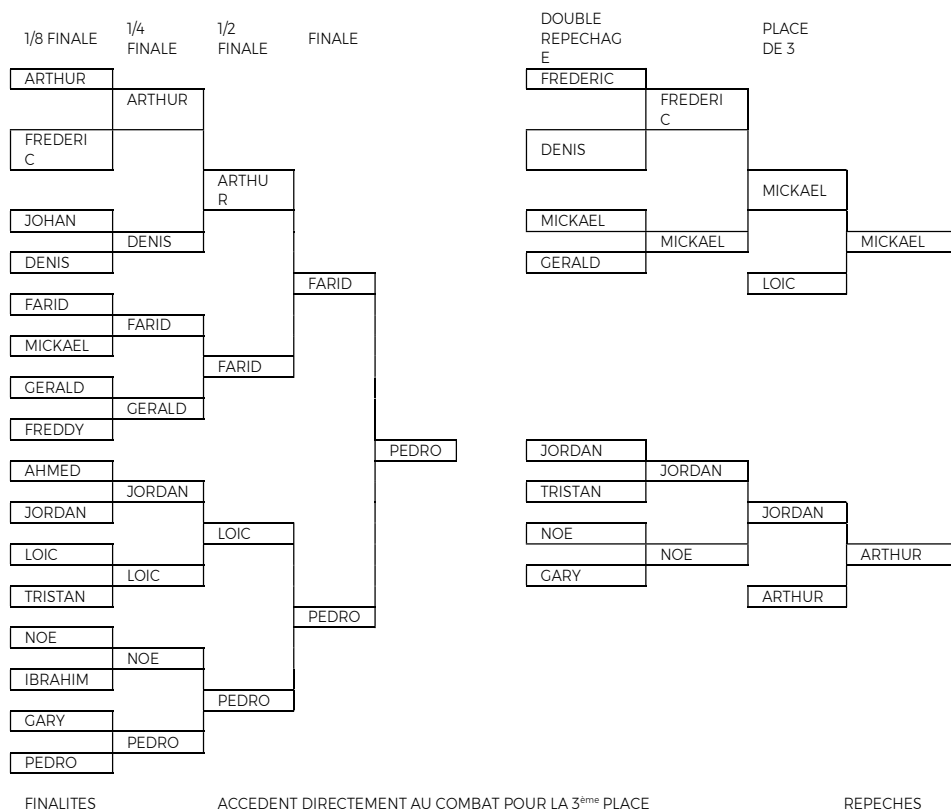 1/8 FINALE
1/4
FINALE
1/2
FINALE
FINALE
ARTHUR
ARTHUR
FREDERI
C
ARTHU
R
JOHAN
DENIS
DENIS
FARID
FARID
FARID
MICKAEL
FARID
GERALD
GERALD
FREDDY
PEDRO
AHMED
JORDAN
JORDAN
LOIC
LOIC
LOIC
TRISTAN
PEDRO
NOE
NOE
IBRAHIM
PEDRO
GARY
PEDRO
PEDRO
DOUBLE
REPECHAG
E
PLACE
DE 3
FREDERIC
FREDERI
C
DENIS
MICKAEL
MICKAEL
MICKAEL
MICKAEL
GERALD
LOIC
JORDAN
JORDAN
TRISTAN
JORDAN
NOE
NOE
ARTHUR
GARY
ARTHUR
FINALITES ACCEDENT DIRECTEMENT AU COMBAT POUR LA 3ème PLACE REPECHES